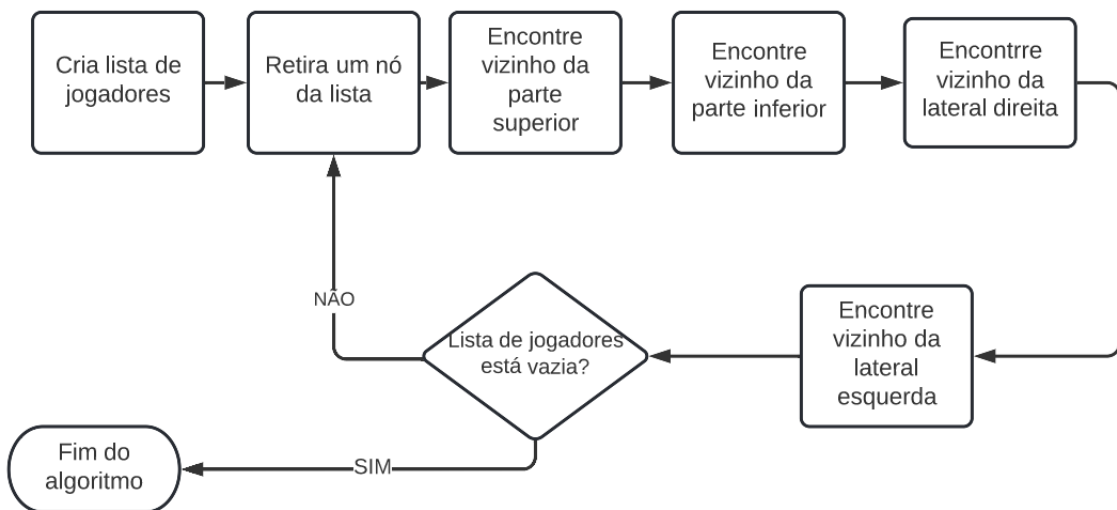 Cria lista de
jogadores
Retira um nó
da lista
Encontre
vizinho da
parte
superior
Encontre
vizinho da
parte inferior
Encontrre
vizinho da
lateral direita
Encontre
vizinho da
lateral
esquerda
Lista de jogadores
está vazia?
NÃO
SIM
Fim do
algoritmo